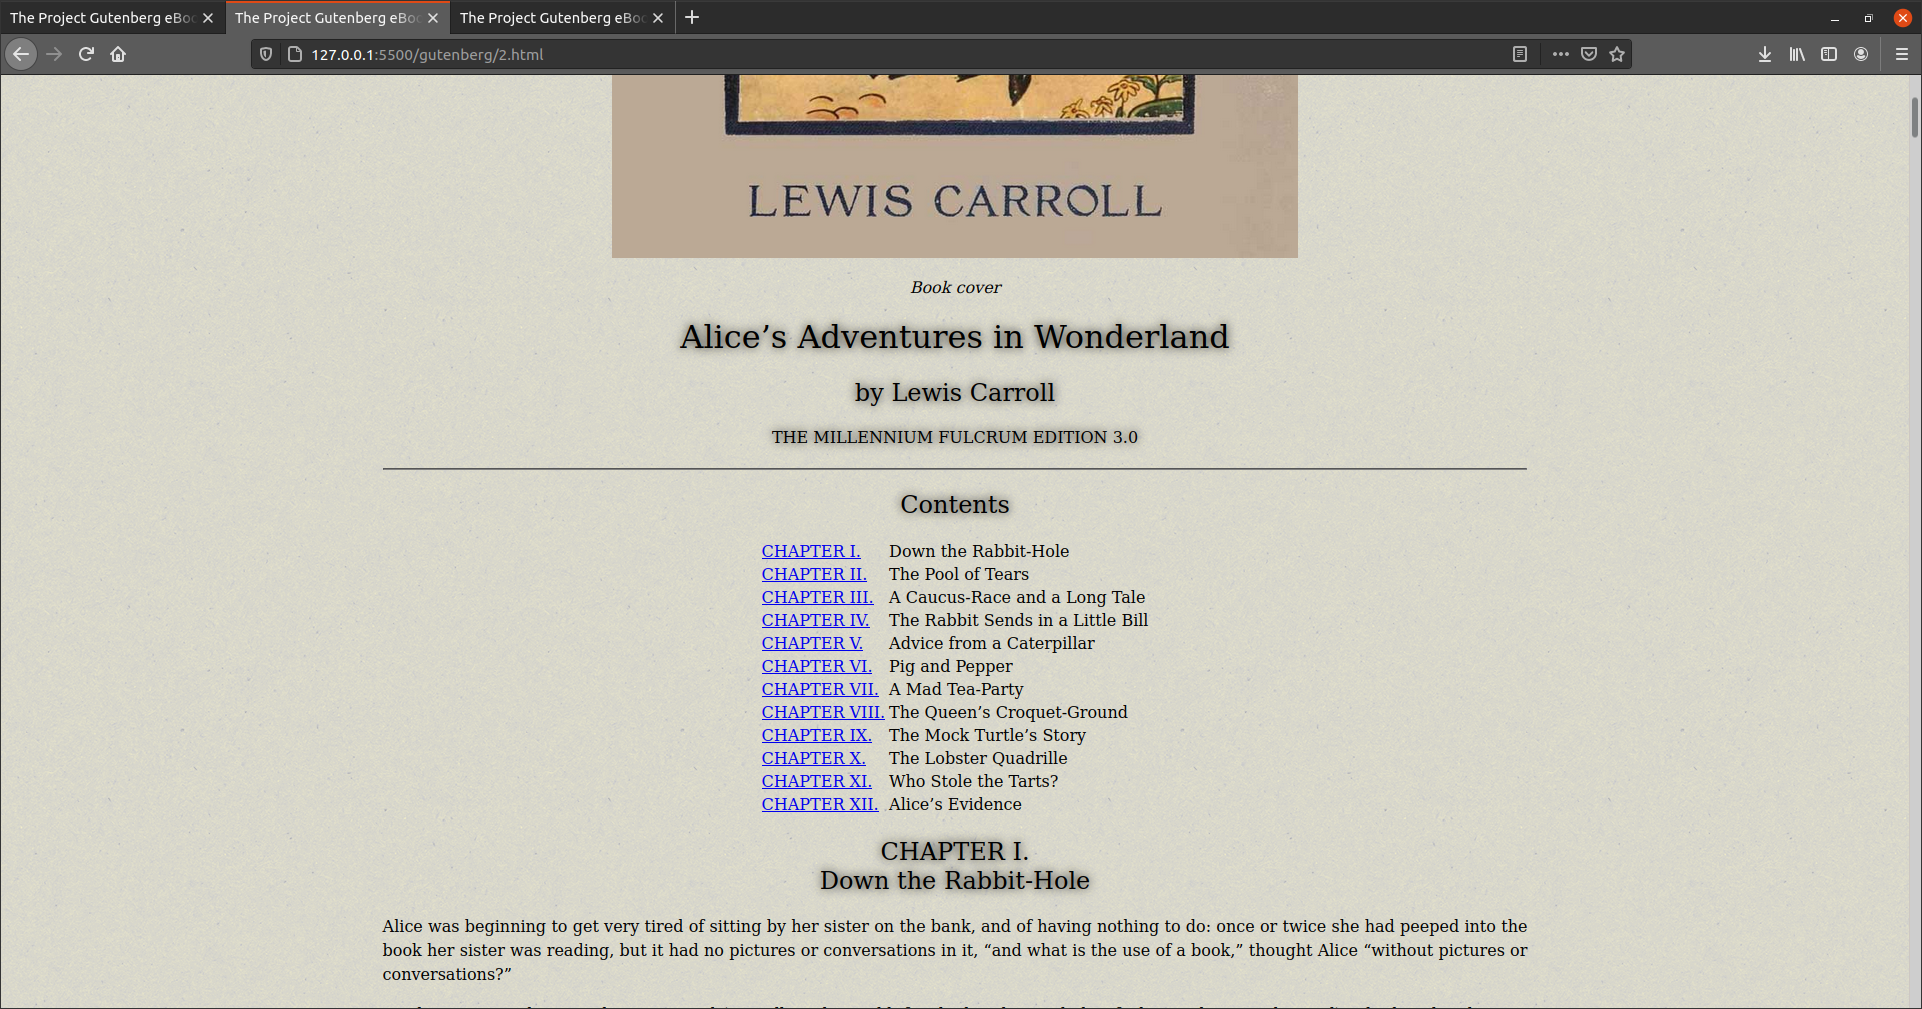 The Project Gutenberg eBoo
The Project Gutenberg eBoo
The Project Gutenberg eBoo
127.0.0.1:5500/gutenberg/2.html
LEWIS CARROLL
Book cover
Alice’s Adventures in Wonderland
by Lewis Carroll
THE MILLENNIUM FULCRUM EDITION 3.0
Contents
CHAPTER I. Down the Rabbit-Hole
CHAPTER II. The Pool of Tears
CHAPTER III. A Caucus-Race and a Long Tale
CHAPTER IV. The Rabbit Sends in a Little Bill
CHAPTER V. Advice from a Caterpillar
CHAPTER VI. Pig and Pepper
CHAPTER VII. A Mad Tea-Party
CHAPTER VIII. The Queen’s Croquet-Ground
CHAPTER IX. The Mock Turtle’s Story
CHAPTER X. The Lobster Quadrille
CHAPTER XI. Who Stole the Tarts?
CHAPTER XII. Alice’s Evidence
CHAPTER I.
Down the Rabbit-Hole
Alice was beginning to get very tired of sitting by her sister on the bank, and of having nothing to do: once or twice she had peeped into the
book her sister was reading, but it had no pictures or conversations in it, “and what is the use of a book,” thought Alice “without pictures or
conversations?”